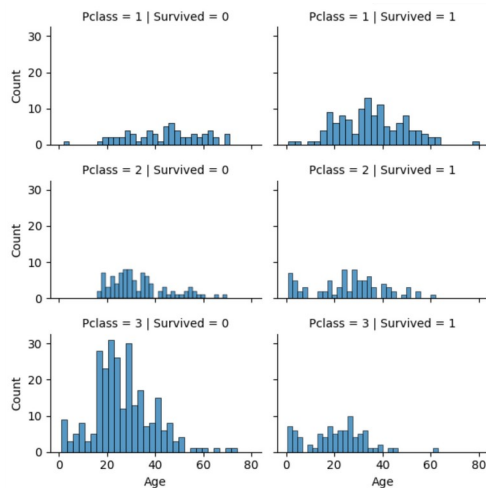 Pclass = 1 | Survived = 0
Pclass = 1 | Survived = 1
30
20
10
0
Count
Pclass = 2 | Survived = 0
Pclass = 2 | Survived = 1
30
20
10
0
Count
Pclass = 3 | Survived = 0
Pclass = 3 | Survived = 1
30
20
10
0
Count
0 20 40 60 80
0 20 40 60 80
Age
Age